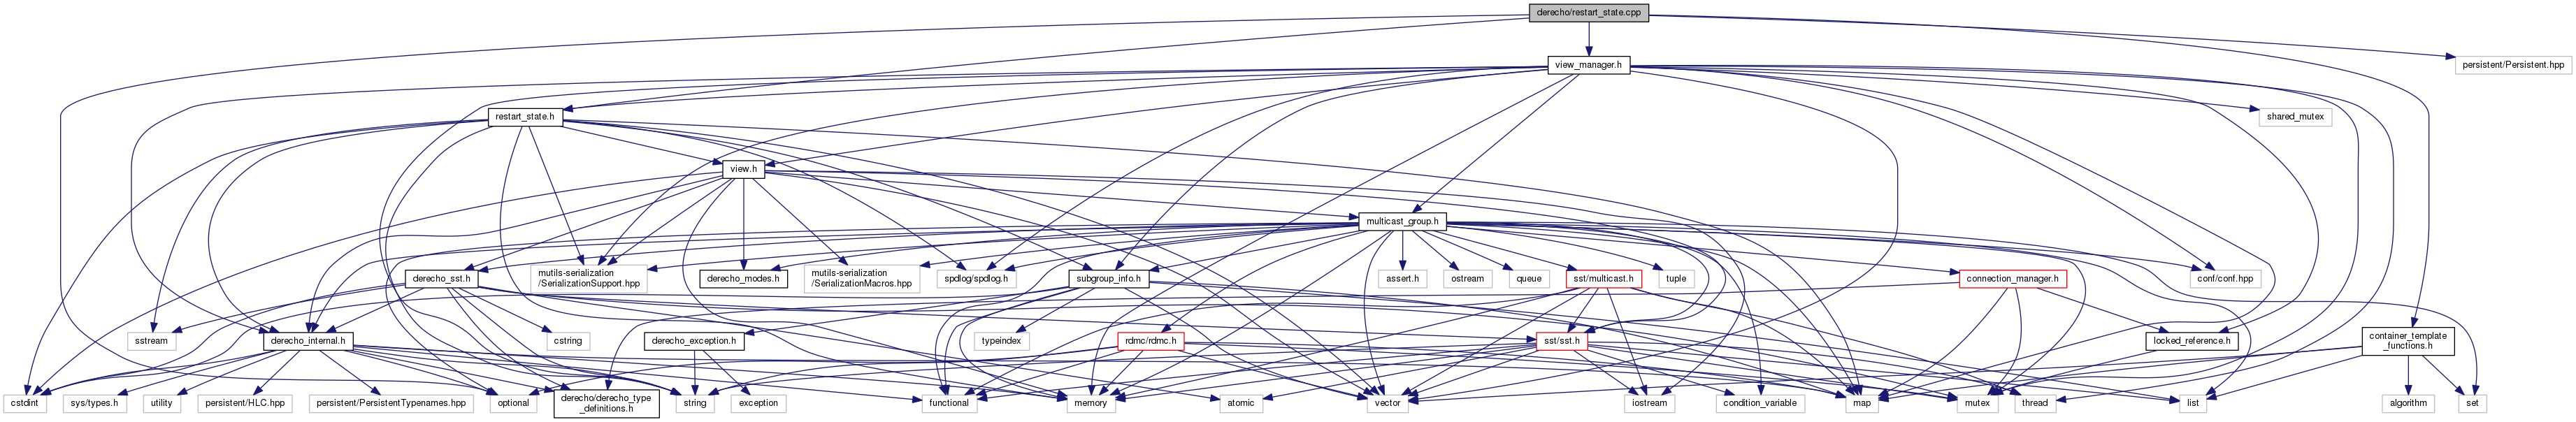 derecho/restart_state.cpp
view_manager.h
persistent/Persistent.hpp
restart_state.h
shared_mutex
view.h
multicast_group.h
derecho_sst.h
mutils-serialization
/SerializationSupport.hpp
derecho_modes.h
mutils-serialization
/SerializationMacros.hpp
spdlog/spdlog.h
subgroup_info.h
assert.h
ostream
queue
sst/multicast.h
tuple
connection_manager.h
conf/conf.hpp
sstream
derecho_internal.h
cstring
derecho_exception.h
typeindex
rdmc/rdmc.h
sst/sst.h
locked_reference.h
container_template
_functions.h
cstdint
sys/types.h
utility
persistent/HLC.hpp
persistent/PersistentTypenames.hpp
optional
derecho/derecho_type
_definitions.h
string
exception
functional
memory
atomic
vector
iostream
condition_variable
map
mutex
thread
list
algorithm
set